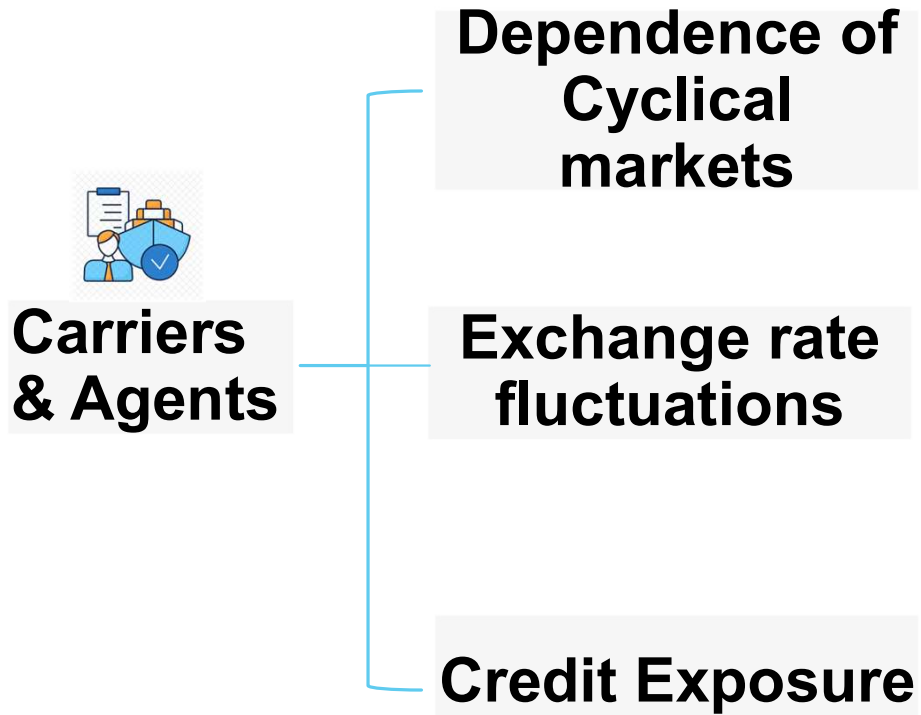 Dependence of
Cyclical
markets
Carriers
& Agents
Exchange rate
fluctuations
Credit Exposure